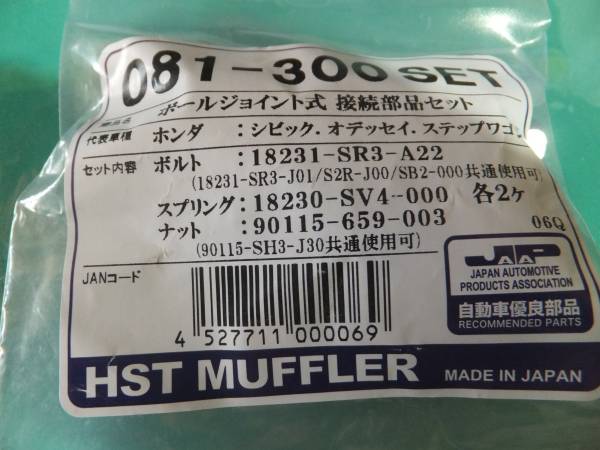 081-300 SET
ボールジョイント式 接続部品セット
代表車種 ホンダ : シビック. オデッセイ. ステップワゴン
セット内容 ボルト : 18231-SR3-A22
(18231-SR3-J01/S2R-J00/SB2-000共通使用可)
スプリング : 18230-SV4-000 各2ヶ
ナット : 90115-659-003
(90115-SH3-J30共通使用可)
06Q
JANコード
4 527711 000069
JAPA
JAPAN AUTOMOTIVE
PRODUCTS ASSOCIATION
自動車優良部品
RECOMMENDED PARTS
HST MUFFLER MADE IN JAPAN